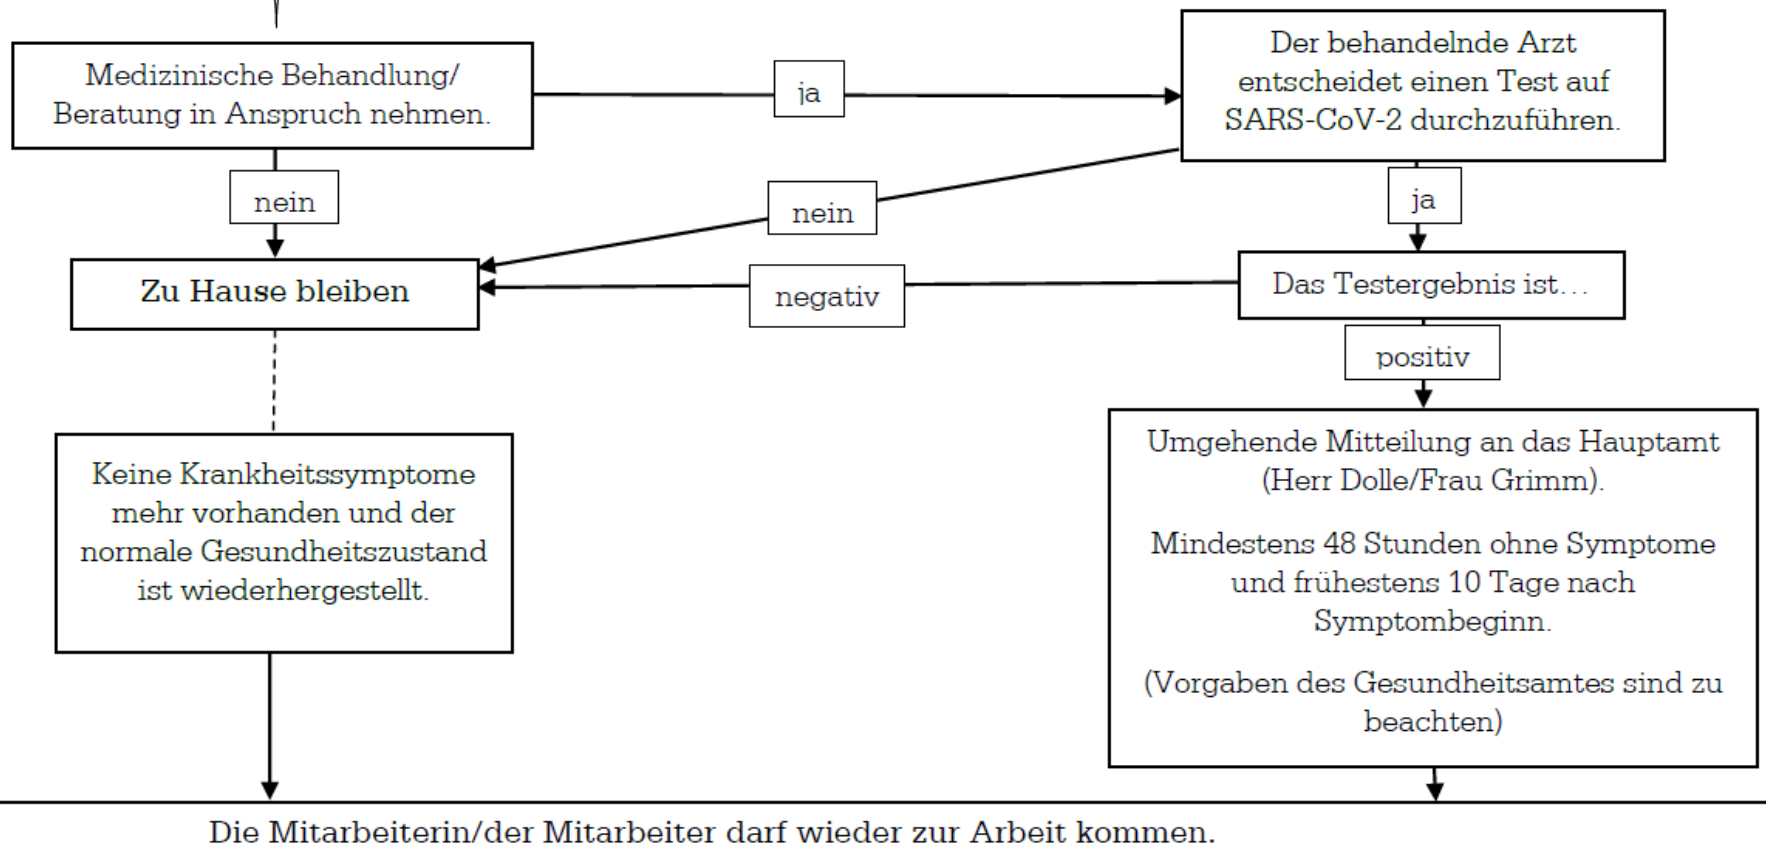 Medizinische Behandlung/
Beratung in Anspruch nehmen.
ja
Der behandelnde Arzt
entscheidet einen Test auf
SARS-CoV-2 durchzuführen.
nein
nein
ja
Zu Hause bleiben
negativ
Das Testergebnis ist…
positiv
Keine Krankheitssymptome
mehr vorhanden und der
normale Gesundheitszustand
ist wiederhergestellt.
Umgehende Mitteilung an das Hauptamt
(Herr Dolle/Frau Grimm).
Mindestens 48 Stunden ohne Symptome
und frühestens 10 Tage nach
Symptombeginn.
(Vorgaben des Gesundheitsamtes sind zu
beachten)
Die Mitarbeiterin/der Mitarbeiter darf wieder zur Arbeit kommen.